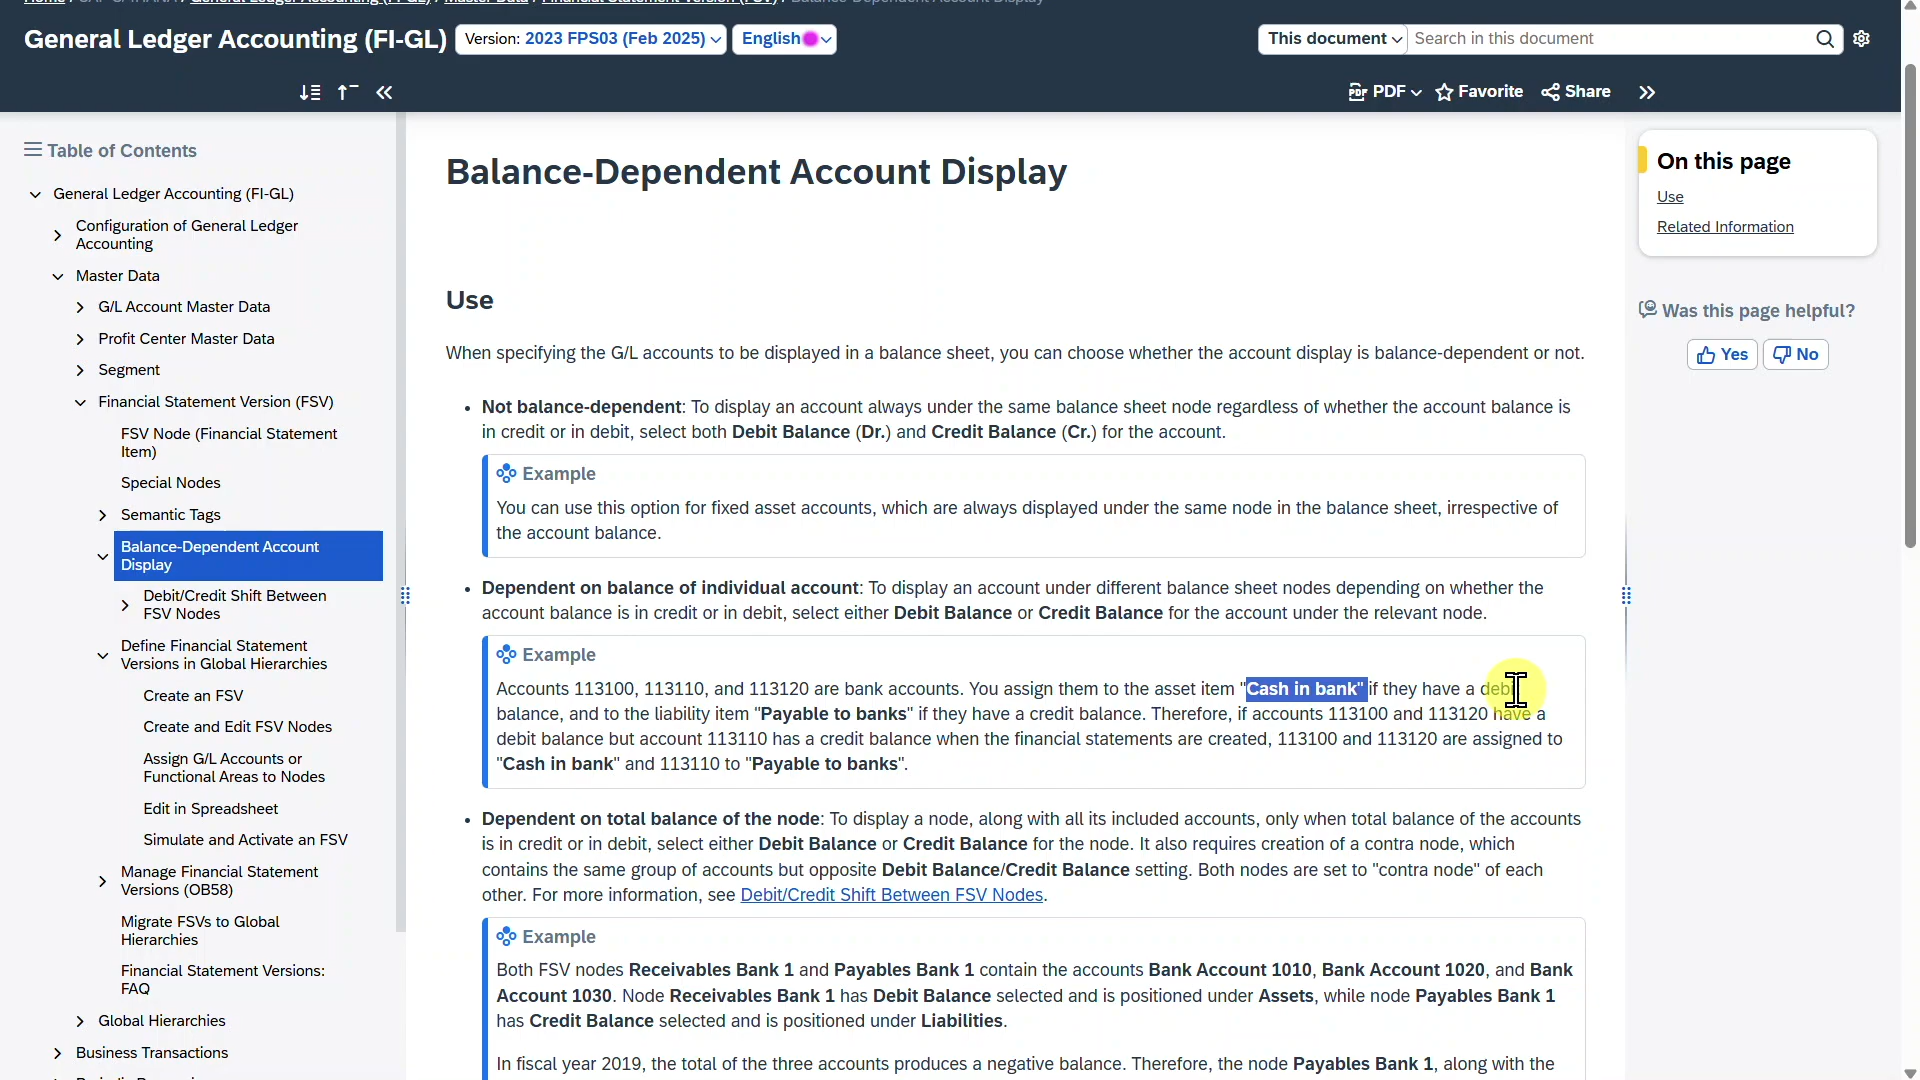 Home / SAP S/4HANA / General Ledger Accounting (FI-GL) / Master Data / Financial Statement Version (FSV) / Balance-Dependent Account Display
General Ledger Accounting (FI-GL)
Version: 2023 FPS03 (Feb 2025)
English
This document
Search in this document
PDF
Favorite
Share
Table of Contents
General Ledger Accounting (FI-GL)
Configuration of General Ledger
Accounting
Master Data
G/L Account Master Data
Profit Center Master Data
Segment
Financial Statement Version (FSV)
FSV Node (Financial Statement
Item)
Special Nodes
Semantic Tags
Balance-Dependent Account
Display
Debit/Credit Shift Between
FSV Nodes
Define Financial Statement
Versions in Global Hierarchies
Create an FSV
Create and Edit FSV Nodes
Assign G/L Accounts or
Functional Areas to Nodes
Edit in Spreadsheet
Simulate and Activate an FSV
Manage Financial Statement
Versions (OB58)
Migrate FSVs to Global
Hierarchies
Financial Statement Versions:
FAQ
Global Hierarchies
Business Transactions
Balance-Dependent Account Display
Use
When specifying the G/L accounts to be displayed in a balance sheet, you can choose whether the account display is balance-dependent or not.
• Not balance-dependent: To display an account always under the same balance sheet node regardless of whether the account balance is
in credit or in debit, select both Debit Balance (Dr.) and Credit Balance (Cr.) for the account.
Example
You can use this option for fixed asset accounts, which are always displayed under the same node in the balance sheet, irrespective of
the account balance.
• Dependent on balance of individual account: To display an account under different balance sheet nodes depending on whether the
account balance is in credit or in debit, select either Debit Balance or Credit Balance for the account under the relevant node.
Example
Accounts 113100, 113110, and 113120 are bank accounts. You assign them to the asset item "Cash in bank" if they have a debit
balance, and to the liability item "Payable to banks" if they have a credit balance. Therefore, if accounts 113100 and 113120 have a
debit balance but account 113110 has a credit balance when the financial statements are created, 113100 and 113120 are assigned to
"Cash in bank" and 113110 to "Payable to banks".
• Dependent on total balance of the node: To display a node, along with all its included accounts, only when total balance of the accounts
is in credit or in debit, select either Debit Balance or Credit Balance for the node. It also requires creation of a contra node, which
contains the same group of accounts but opposite Debit Balance/Credit Balance setting. Both nodes are set to "contra node" of each
other. For more information, see Debit/Credit Shift Between FSV Nodes.
Example
Both FSV nodes Receivables Bank 1 and Payables Bank 1 contain the accounts Bank Account 1010, Bank Account 1020, and Bank
Account 1030. Node Receivables Bank 1 has Debit Balance selected and is positioned under Assets, while node Payables Bank 1
has Credit Balance selected and is positioned under Liabilities.
In fiscal year 2019, the total of the three accounts produces a negative balance. Therefore, the node Payables Bank 1, along with the
On this page
Use
Related Information
Was this page helpful?
Yes
No